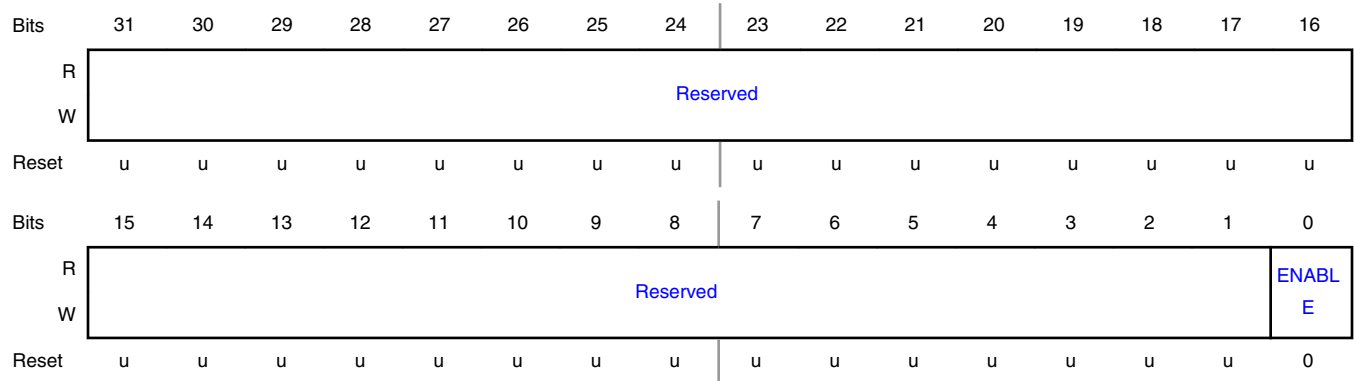 Bits 31 30 29 28 27 26 25 24 23 22 21 20 19 18 17 16
R
Reserved
W
Reset u u u u u u u u u u u u u u u u
Bits 15 14 13 12 11 10 9 8 7 6 5 4 3 2 1 0
R
Reserved
ENABL
E
W
Reset u u u u u u u u u u u u u u u 0